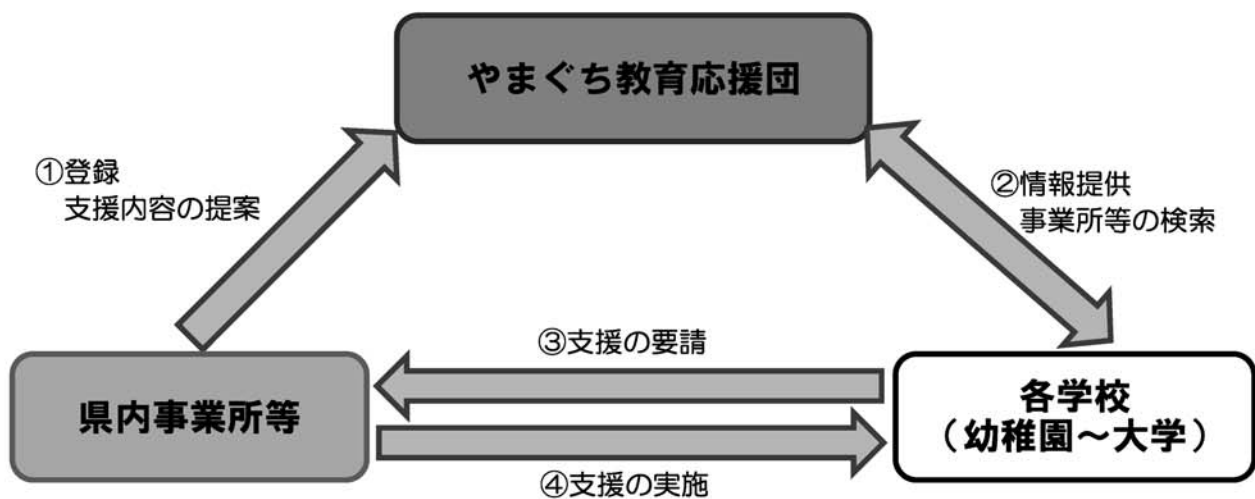 やまぐち教育応援団
①登録
支援内容の提案
②情報提供
事業所等の検索
③支援の要請
県内事業所等
各学校
（幼稚園～大学）
④支援の実施